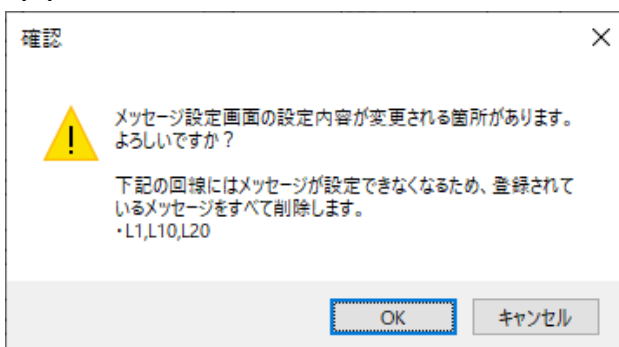 確認
メッセージ設定画面の設定内容が変更される箇所があります。
よろしいですか？
下記の回線にはメッセージが設定できなくなるため、登録されて
いるメッセージをすべて削除します。
・L1,L10,L20
OK
キャンセル